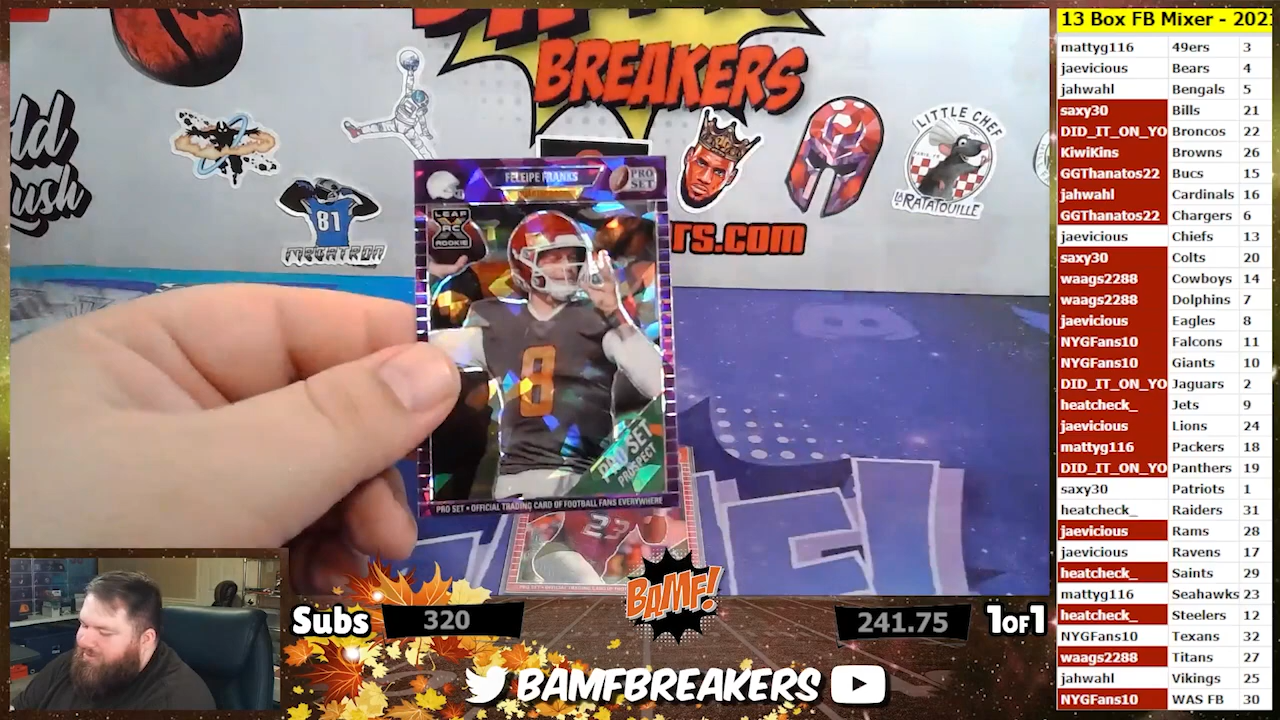 BREAKERS
LITTLE CHEF
PARIS, FR.
LA RATATOUILLE
81
MEGATRON
rs.com
FELEIPE FRANKS
PRO SET
LEAF
XRC
ROOKIE
8
PRO SET
PROSPECT
PRO SET • OFFICIAL TRADING CARD OF FOOTBALL FANS EVERYWHERE
23
BAMF!
Subs 320
241.75 1OF1
BAMFBREAKERS
13 Box FB Mixer - 202
mattyg116 49ers 3
jaevicious Bears 4
jahwahl Bengals 5
saxy30 Bills 21
DID_IT_ON_YO Broncos 22
KiwiKins Browns 26
GGThanatos22 Bucs 15
jahwahl Cardinals 16
GGThanatos22 Chargers 6
jaevicious Chiefs 13
saxy30 Colts 20
waags2288 Cowboys 14
waags2288 Dolphins 7
jaevicious Eagles 8
NYGFans10 Falcons 11
NYGFans10 Giants 10
DID_IT_ON_YO Jaguars 2
heatcheck_ Jets 9
jaevicious Lions 24
mattyg116 Packers 18
DID_IT_ON_YO Panthers 19
saxy30 Patriots 1
heatcheck_ Raiders 31
jaevicious Rams 28
jaevicious Ravens 17
heatcheck_ Saints 29
mattyg116 Seahawks 23
heatcheck_ Steelers 12
NYGFans10 Texans 32
waags2288 Titans 27
jahwahl Vikings 25
NYGFans10 WAS FB 30